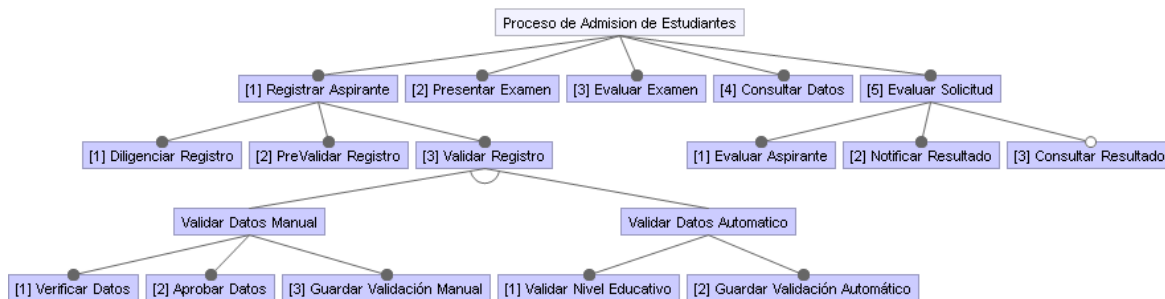 Proceso de Admision de Estudiantes
[1] Registrar Aspirante [2] Presentar Examen [3] Evaluar Examen [4] Consultar Datos [5] Evaluar Solicitud
[1] Diligenciar Registro [2] PreValidar Registro [3] Validar Registro [1] Evaluar Aspirante [2] Notificar Resultado [3] Consultar Resultado
Validar Datos Manual Validar Datos Automatico
[1] Verificar Datos [2] Aprobar Datos [3] Guardar Validación Manual [1] Validar Nivel Educativo [2] Guardar Validación Automático